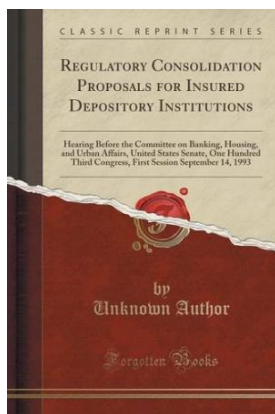 CLASSIC REPRINT SERIES
REGULATORY CONSOLIDATION
PROPOSALS FOR INSURED
DEPOSITORY INSTITUTIONS
Hearing Before the Committee on Banking, Housing,
and Urban Affairs, United States Senate, One Hundred
Third Congress, First Session September 14, 1993
by
Unknown Author
Forgotten Books